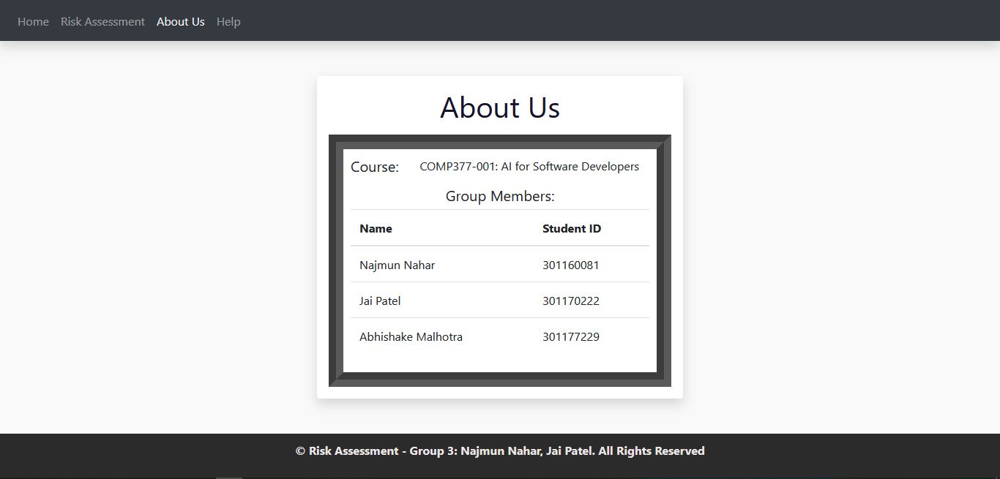 Home Risk Assessment About Us Help
About Us
Course: COMP377-001: AI for Software Developers
Group Members:
Name Student ID
Najmun Nahar 301160081
Jai Patel 301170222
Abhishake Malhotra 301177229
© Risk Assessment - Group 3: Najmun Nahar, Jai Patel. All Rights Reserved